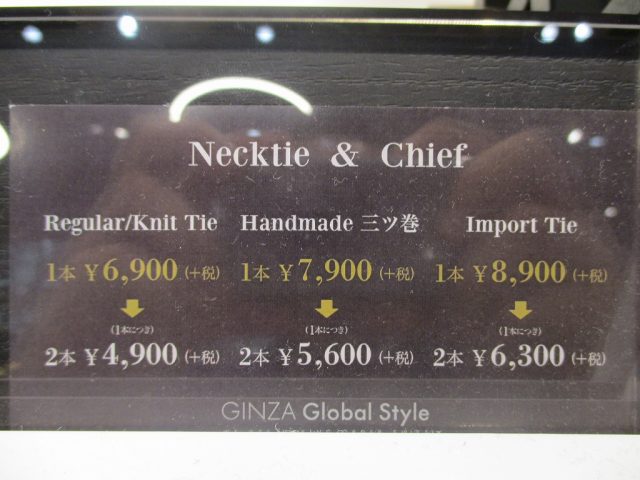 Necktie & Chief
Regular/Knit Tie Handmade 三ツ巻 Import Tie
1本 ¥6,900 (+税) 1本 ¥7,900 (+税) 1本 ¥8,900 (+税)
(1本につき) (1本につき) (1本につき)
2本 ¥4,900 (+税) 2本 ¥5,600 (+税) 2本 ¥6,300 (+税)
GINZA Global Style